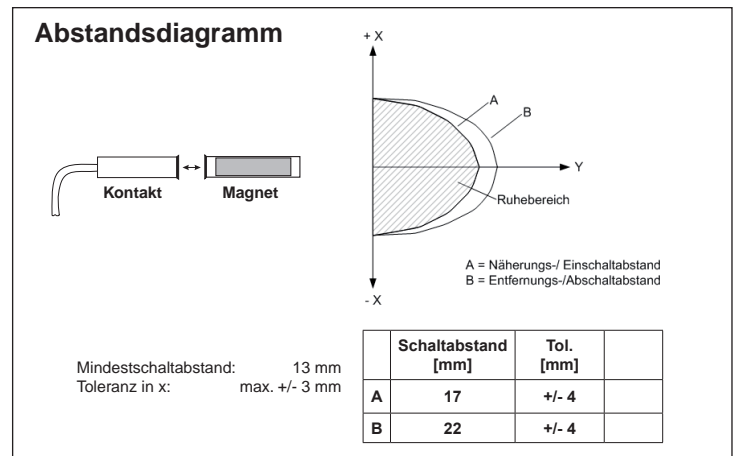 Abstandsdiagramm
+ X
A
B
Y
Kontakt Magnet
Ruhebereich
A = Näherungs-/ Einschaltabstand
B = Entfernungs-/Abschaltabstand
- X
Mindestschaltabstand: 13 mm
Toleranz in x: max. +/- 3 mm
Schaltabstand [mm] Tol. [mm]
A 17 +/- 4
B 22 +/- 4